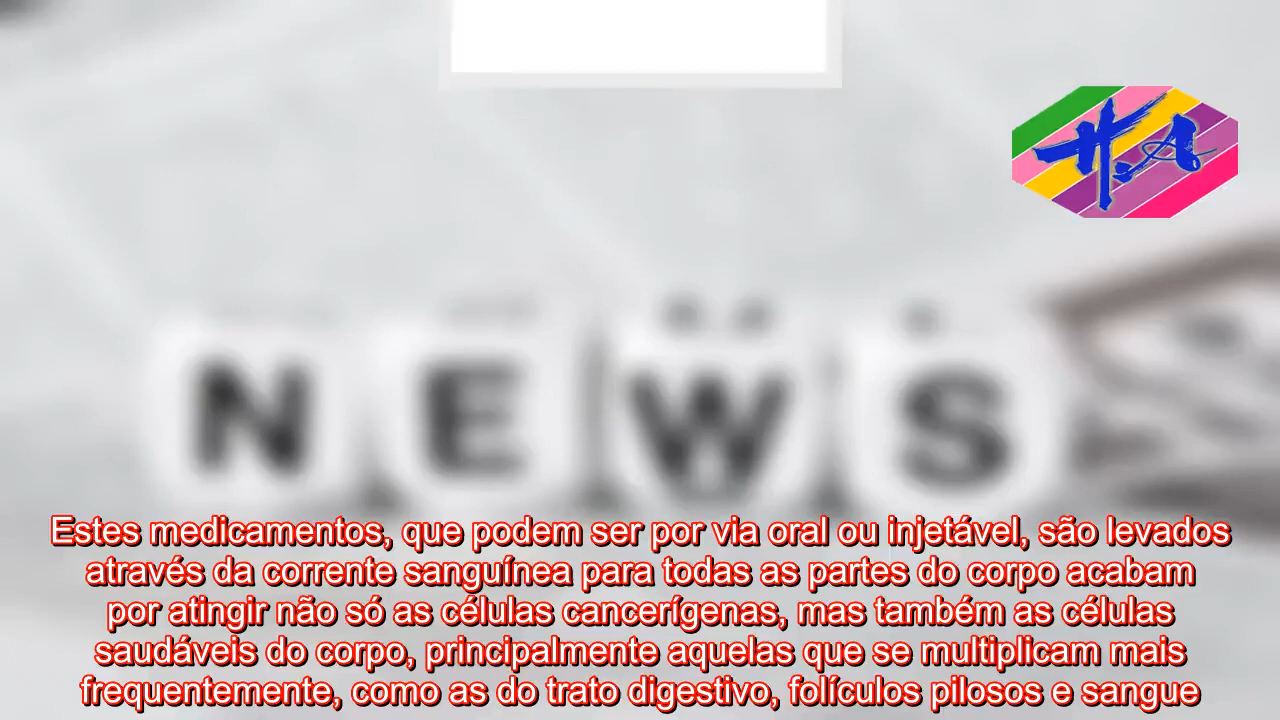 H.A
N E W S
Estes medicamentos, que podem ser por via oral ou injetável, são levados
através da corrente sanguínea para todas as partes do corpo acabam
por atingir não só as células cancerígenas, mas também as células
saudáveis do corpo, principalmente aquelas que se multiplicam mais
frequentemente, como as do trato digestivo, folículos pilosos e sangue